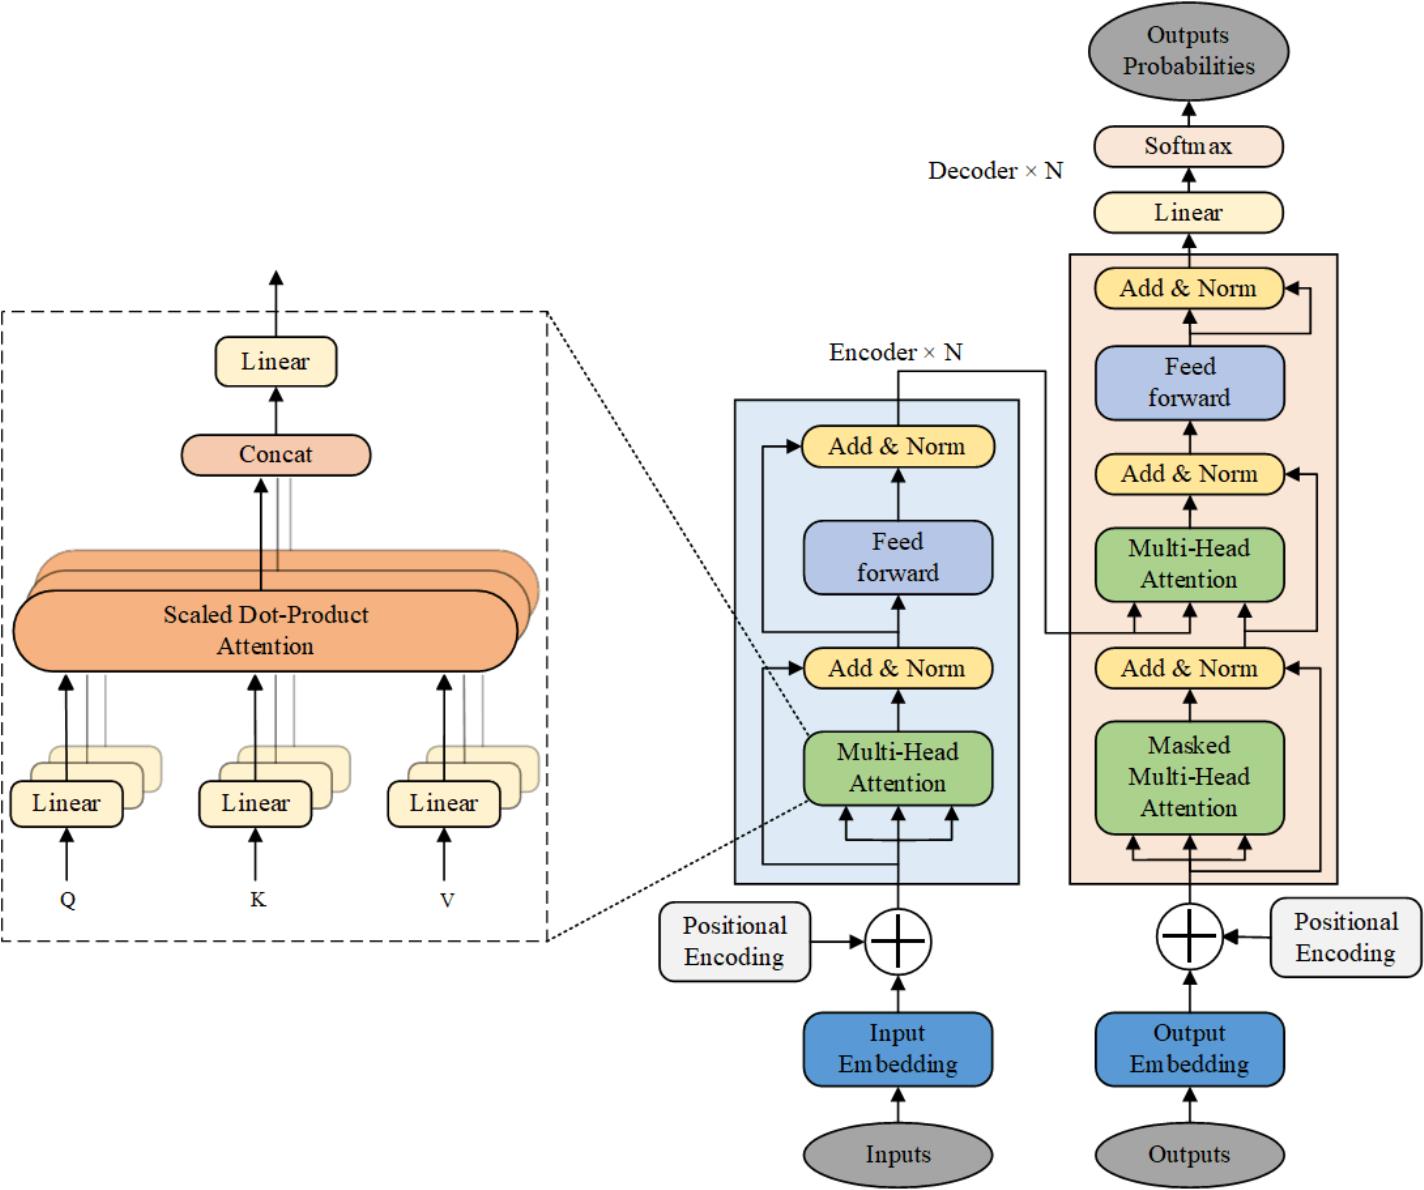 Outputs
Probabilities
Softmax
Decoder × N
Linear
Add & Norm
Feed
forward
Add & Norm
Multi-Head
Attention
Add & Norm
Masked
Multi-Head
Attention
Positional
Encoding
Output
Embedding
Outputs
Encoder × N
Add & Norm
Feed
forward
Add & Norm
Multi-Head
Attention
Positional
Encoding
Input
Embedding
Inputs
Linear
Concat
Scaled Dot-Product
Attention
Linear
Linear
Linear
Q
K
V